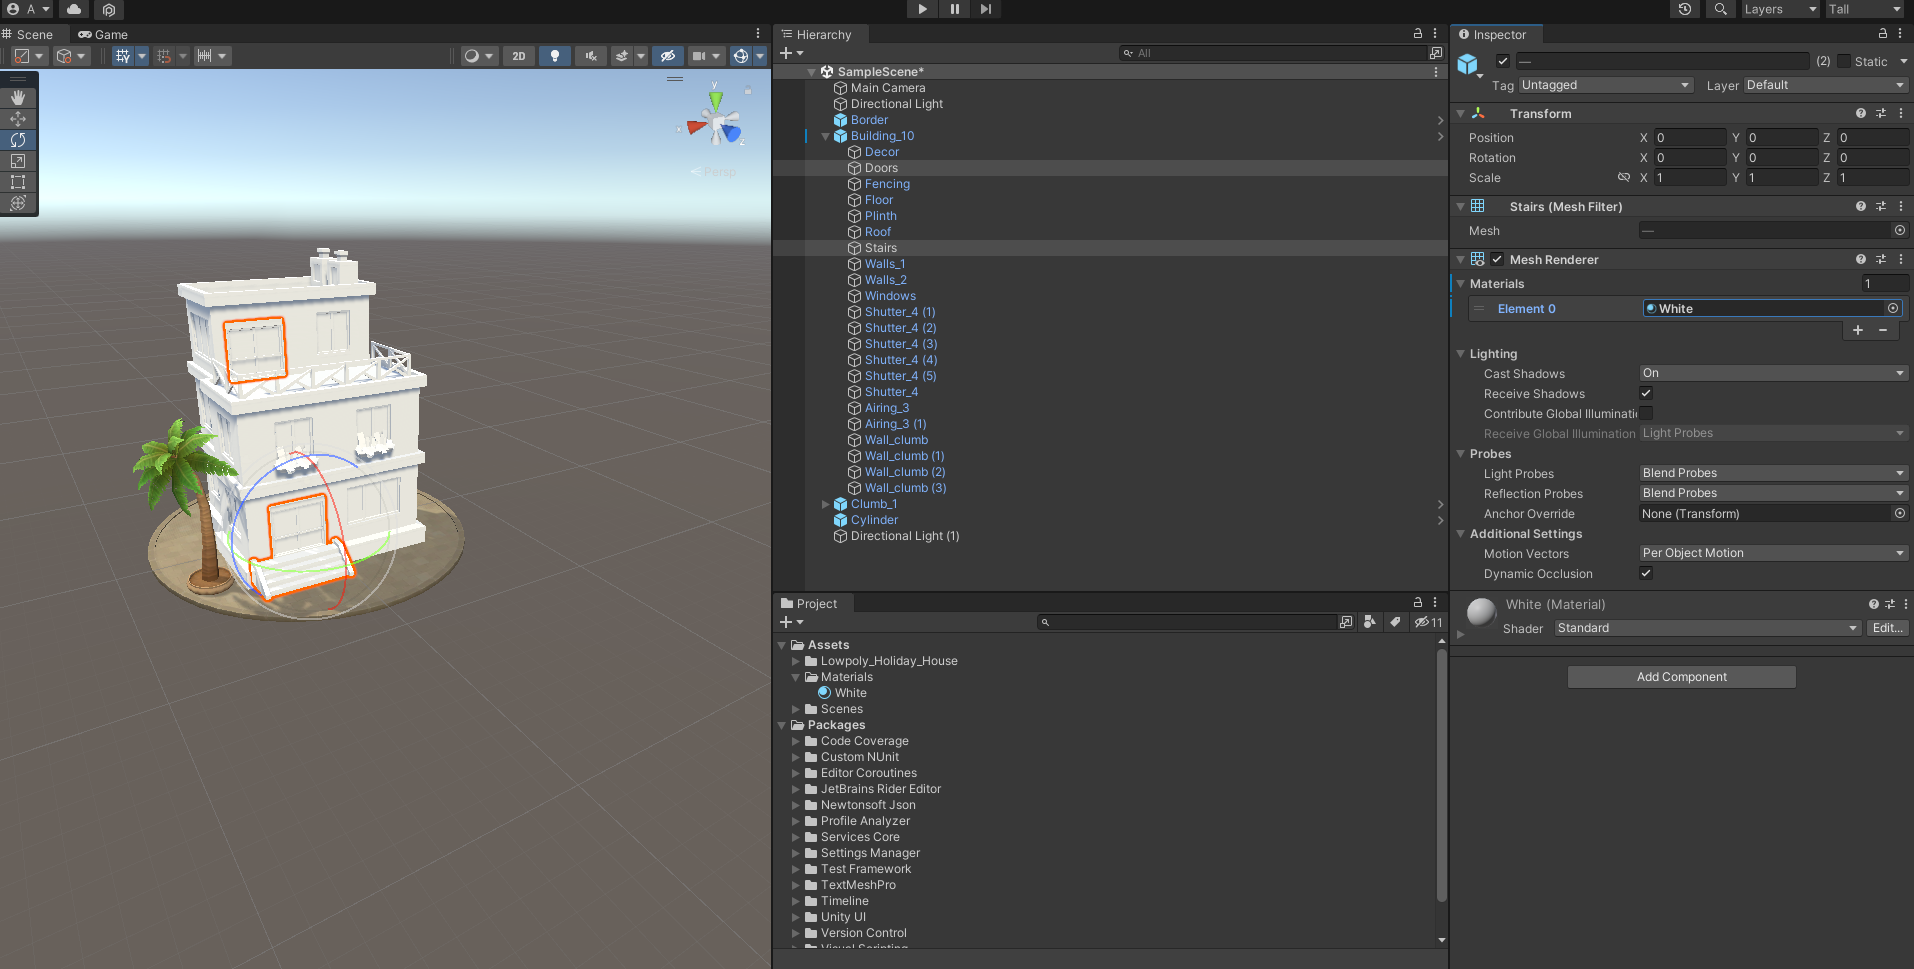 A
Layers
Tall
Scene
Game
2D
y
x
z
Persp
Hierarchy
All
SampleScene*
Main Camera
Directional Light
Border
Building_10
Decor
Doors
Fencing
Floor
Plinth
Roof
Stairs
Walls_1
Walls_2
Windows
Shutter_4 (1)
Shutter_4 (2)
Shutter_4 (3)
Shutter_4 (4)
Shutter_4 (5)
Shutter_4
Airing_3
Airing_3 (1)
Wall_clumb
Wall_clumb (1)
Wall_clumb (2)
Wall_clumb (3)
Clumb_1
Cylinder
Directional Light (1)
Project
11
Assets
Lowpoly_Holiday_House
Materials
White
Scenes
Packages
Code Coverage
Custom NUnit
Editor Coroutines
JetBrains Rider Editor
Newtonsoft Json
Profile Analyzer
Services Core
Settings Manager
Test Framework
TextMeshPro
Timeline
Unity UI
Version Control
Visual Scripting
Inspector
— (2) Static
Tag Untagged Layer Default
Transform
Position X 0 Y 0 Z 0
Rotation X 0 Y 0 Z 0
Scale X 1 Y 1 Z 1
Stairs (Mesh Filter)
Mesh —
Mesh Renderer
Materials 1
Element 0 White
Lighting
Cast Shadows On
Receive Shadows
Contribute Global Illuminati
Receive Global Illumination Light Probes
Probes
Light Probes Blend Probes
Reflection Probes Blend Probes
Anchor Override None (Transform)
Additional Settings
Motion Vectors Per Object Motion
Dynamic Occlusion
White (Material)
Shader Standard Edit...
Add Component